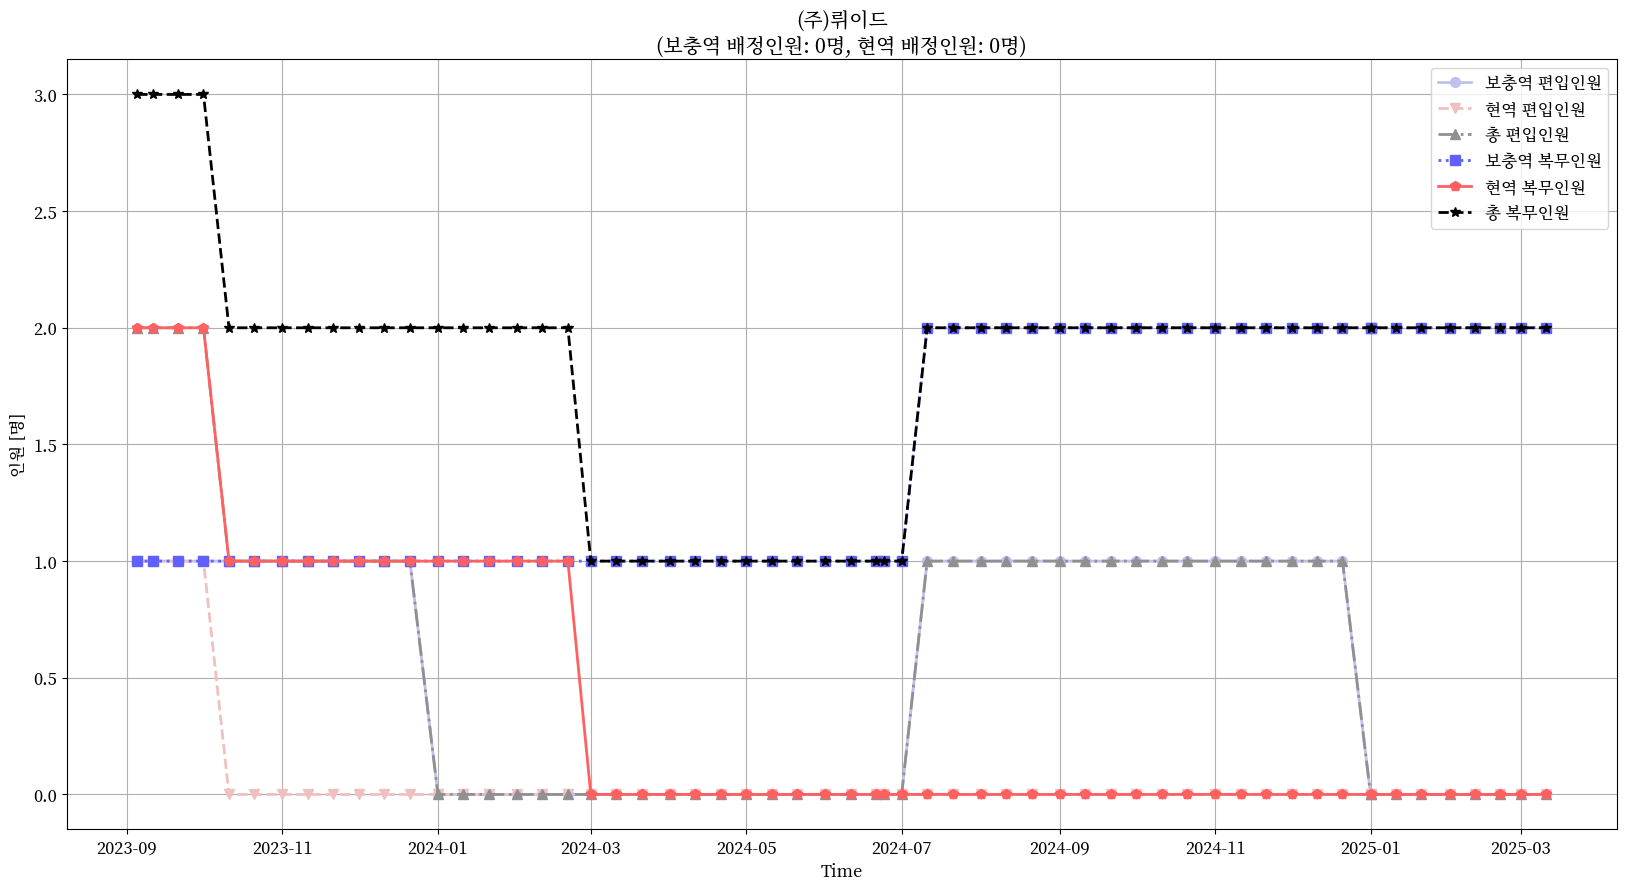 (주)뤼이드
(보충역 배정인원: 0명, 현역 배정인원: 0명)
보충역 편입인원
현역 편입인원
총 편입인원
보충역 복무인원
현역 복무인원
총 복무인원
인원 [명]
3.0
2.5
2.0
1.5
1.0
0.5
0.0
2023-09
2023-11
2024-01
2024-03
2024-05
2024-07
2024-09
2024-11
2025-01
2025-03
Time